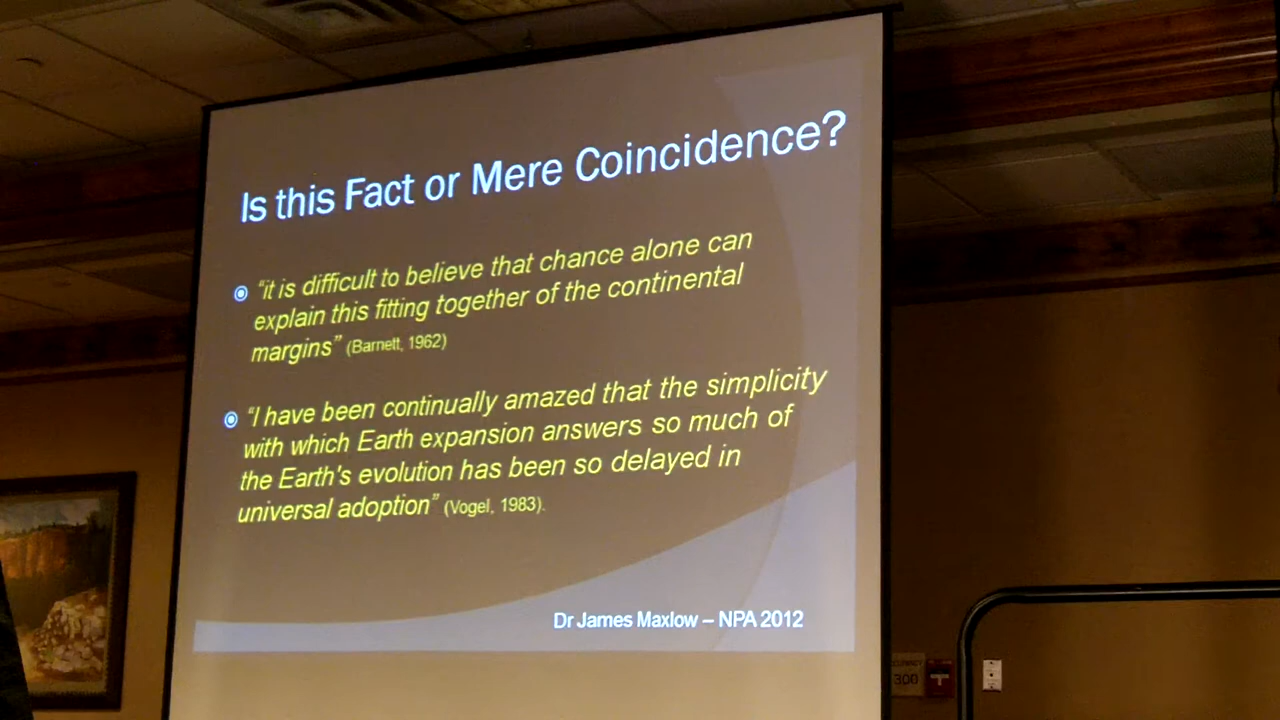 Is this Fact or Mere Coincidence?
“it is difficult to believe that chance alone can
explain this fitting together of the continental
margins” (Barnett, 1962)
“I have been continually amazed that the simplicity
with which Earth expansion answers so much of
the Earth's evolution has been so delayed in
universal adoption” (Vogel, 1983).
Dr James Maxlow – NPA 2012
300